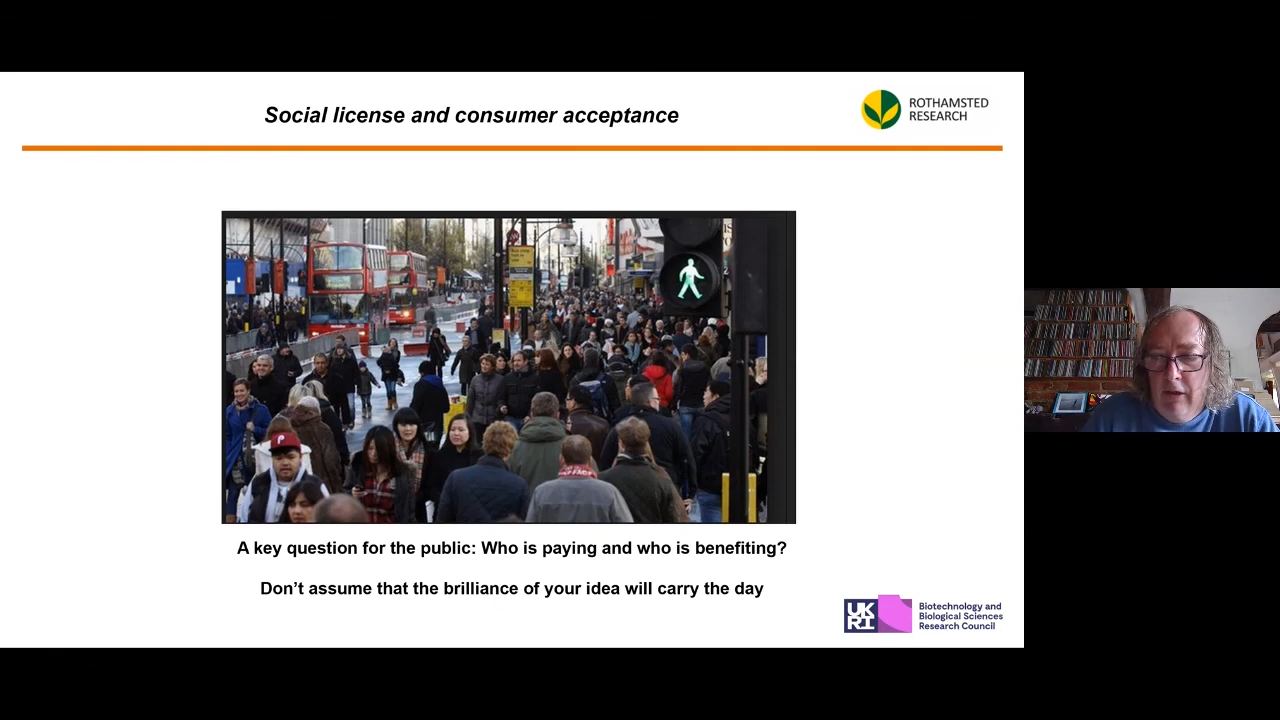 Social license and consumer acceptance
ROTHAMSTED
RESEARCH
A key question for the public: Who is paying and who is benefiting?
Don’t assume that the brilliance of your idea will carry the day
UK
RI
Biotechnology and
Biological Sciences
Research Council